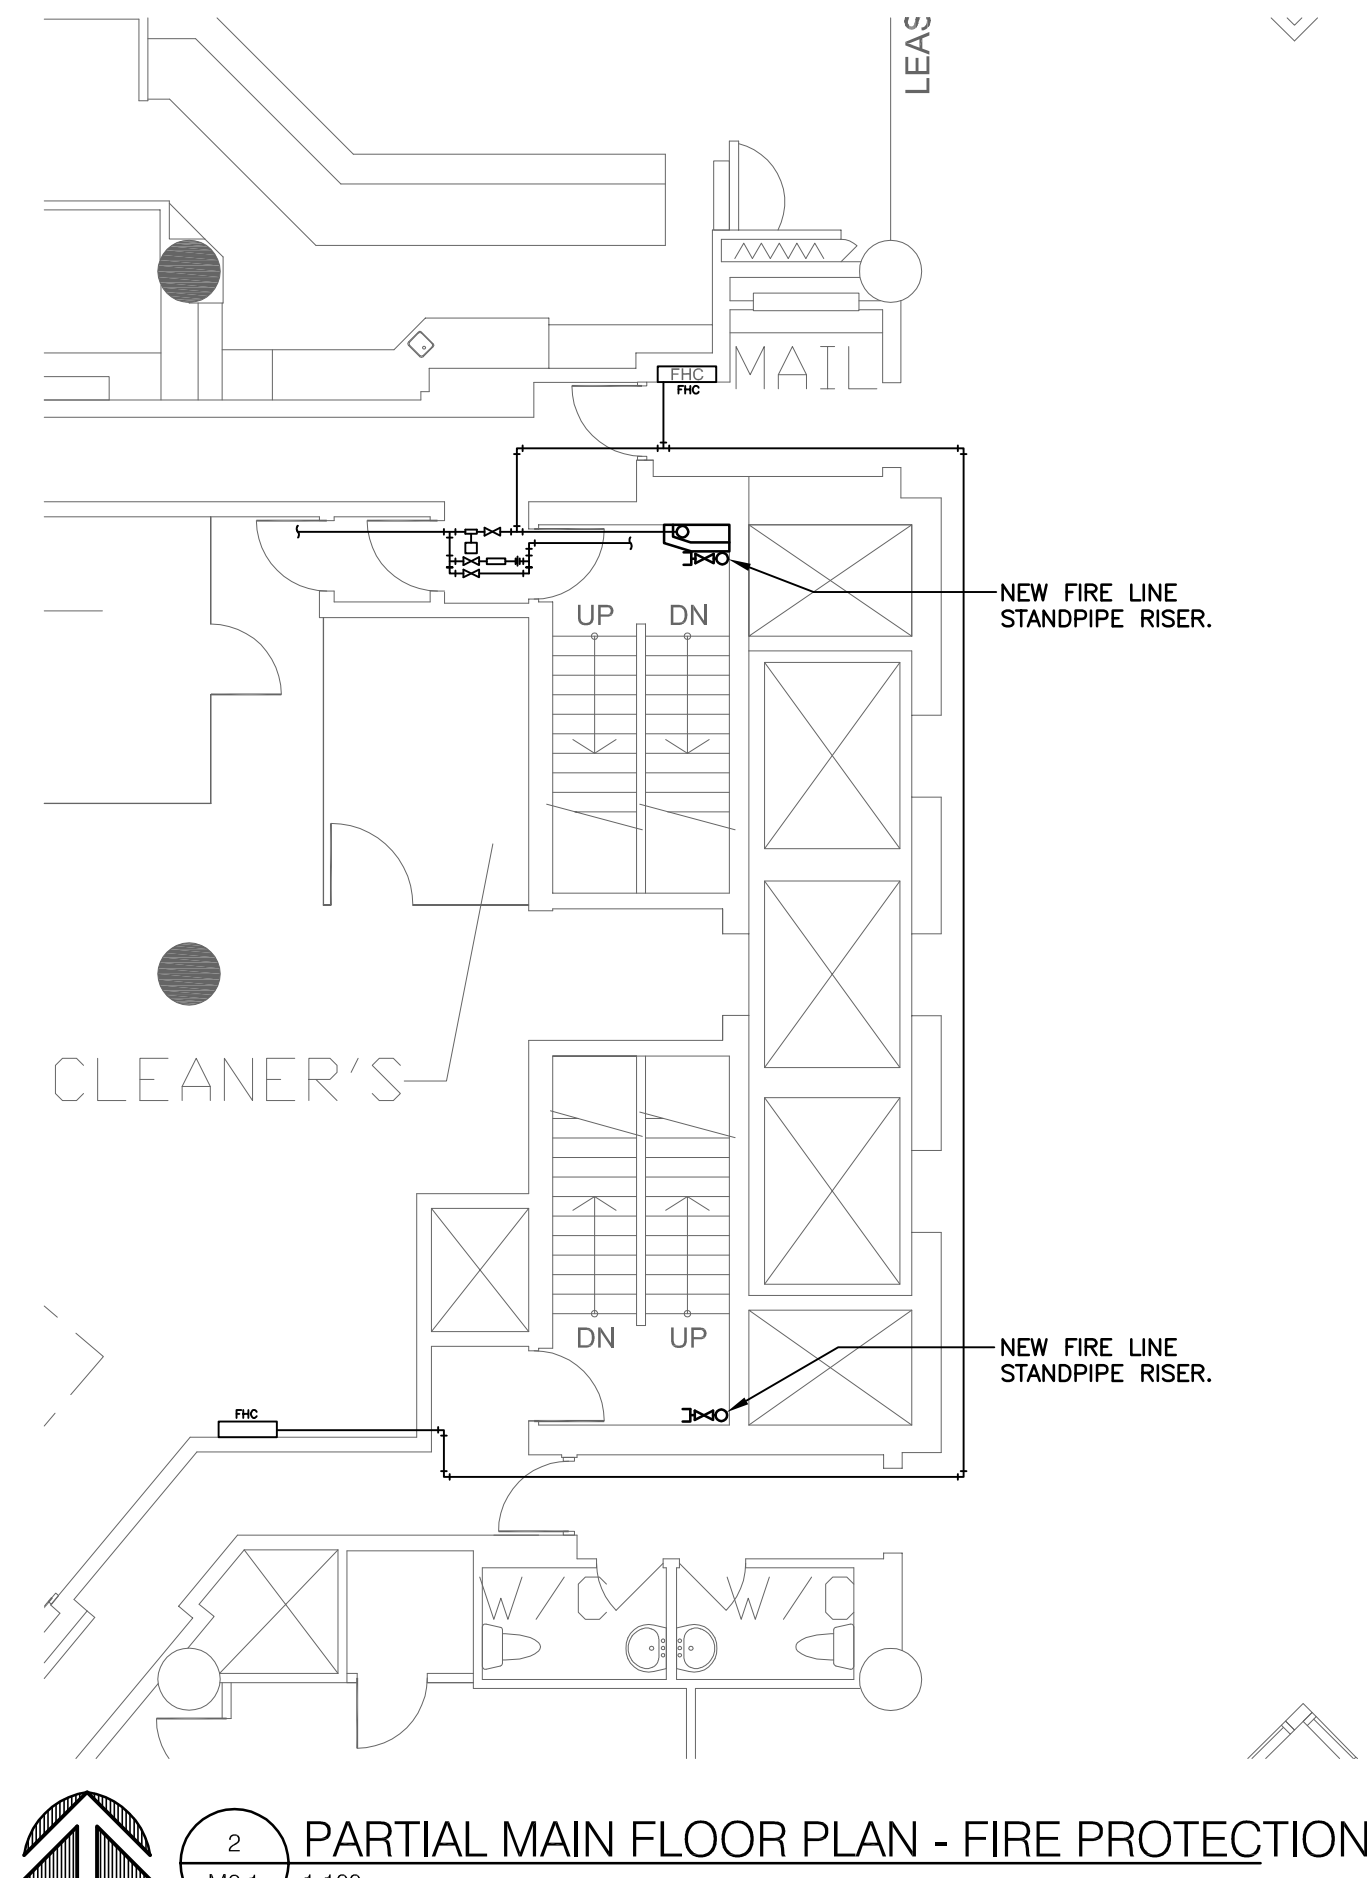 LEAS
FHC
FHC
MAIL
NEW FIRE LINE
STANDPIPE RISER.
UP DN
CLEANER'S
DN UP
NEW FIRE LINE
STANDPIPE RISER.
FHC
W/C W/C
2
PARTIAL MAIN FLOOR PLAN - FIRE PROTECTION